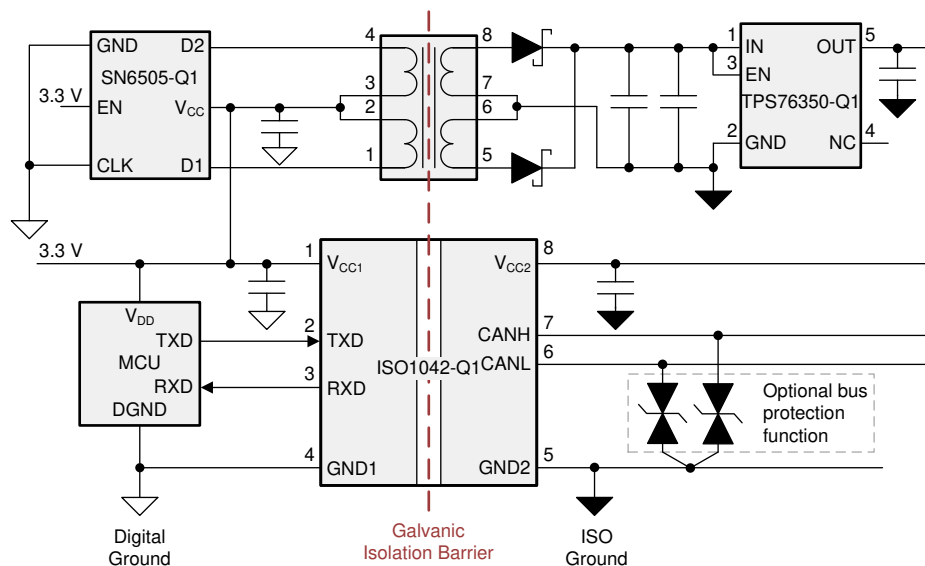 GND
D2
SN6505-Q1
3.3 V
EN
VCC
CLK
D1
4
3
2
1
8
7
6
5
1
IN
OUT
5
3
EN
TPS76350-Q1
2
GND
NC
4
3.3 V
1
VCC1
VCC2
8
VDD
TXD
MCU
RXD
DGND
2
TXD
3
RXD
ISO1042-Q1
CANH
7
CANL
6
4
GND1
GND2
5
Optional bus
protection
function
Digital
Ground
Galvanic
Isolation Barrier
ISO
Ground